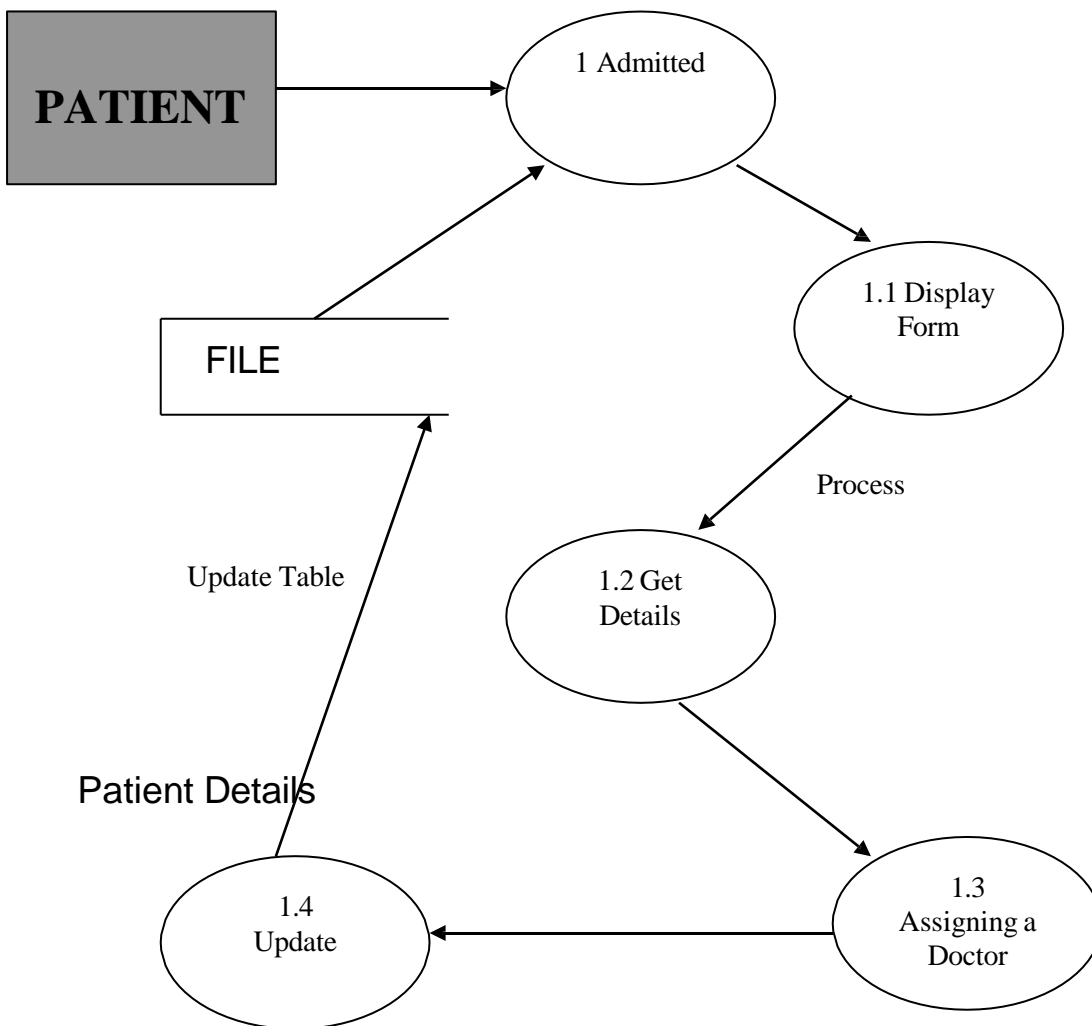 PATIENT
1 Admitted
1.1 Display
Form
FILE
Process
1.2 Get
Details
Update Table
Patient Details
1.3
Assigning a
Doctor
1.4
Update